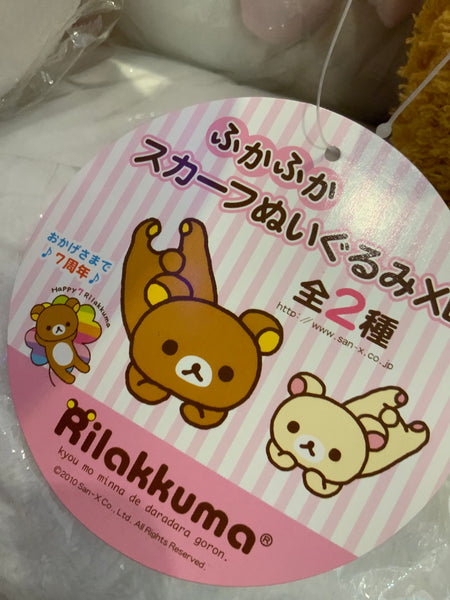 ふかふか
スカーフぬいぐるみX
全2種
http://www.san-x.co.jp
おかげさまで
♪7周年♪
Happy 7 Rilakkuma
Rilakkuma®
kyou mo minna de daradara goron.
©2010 San-X Co., Ltd. All Rights Reserved.